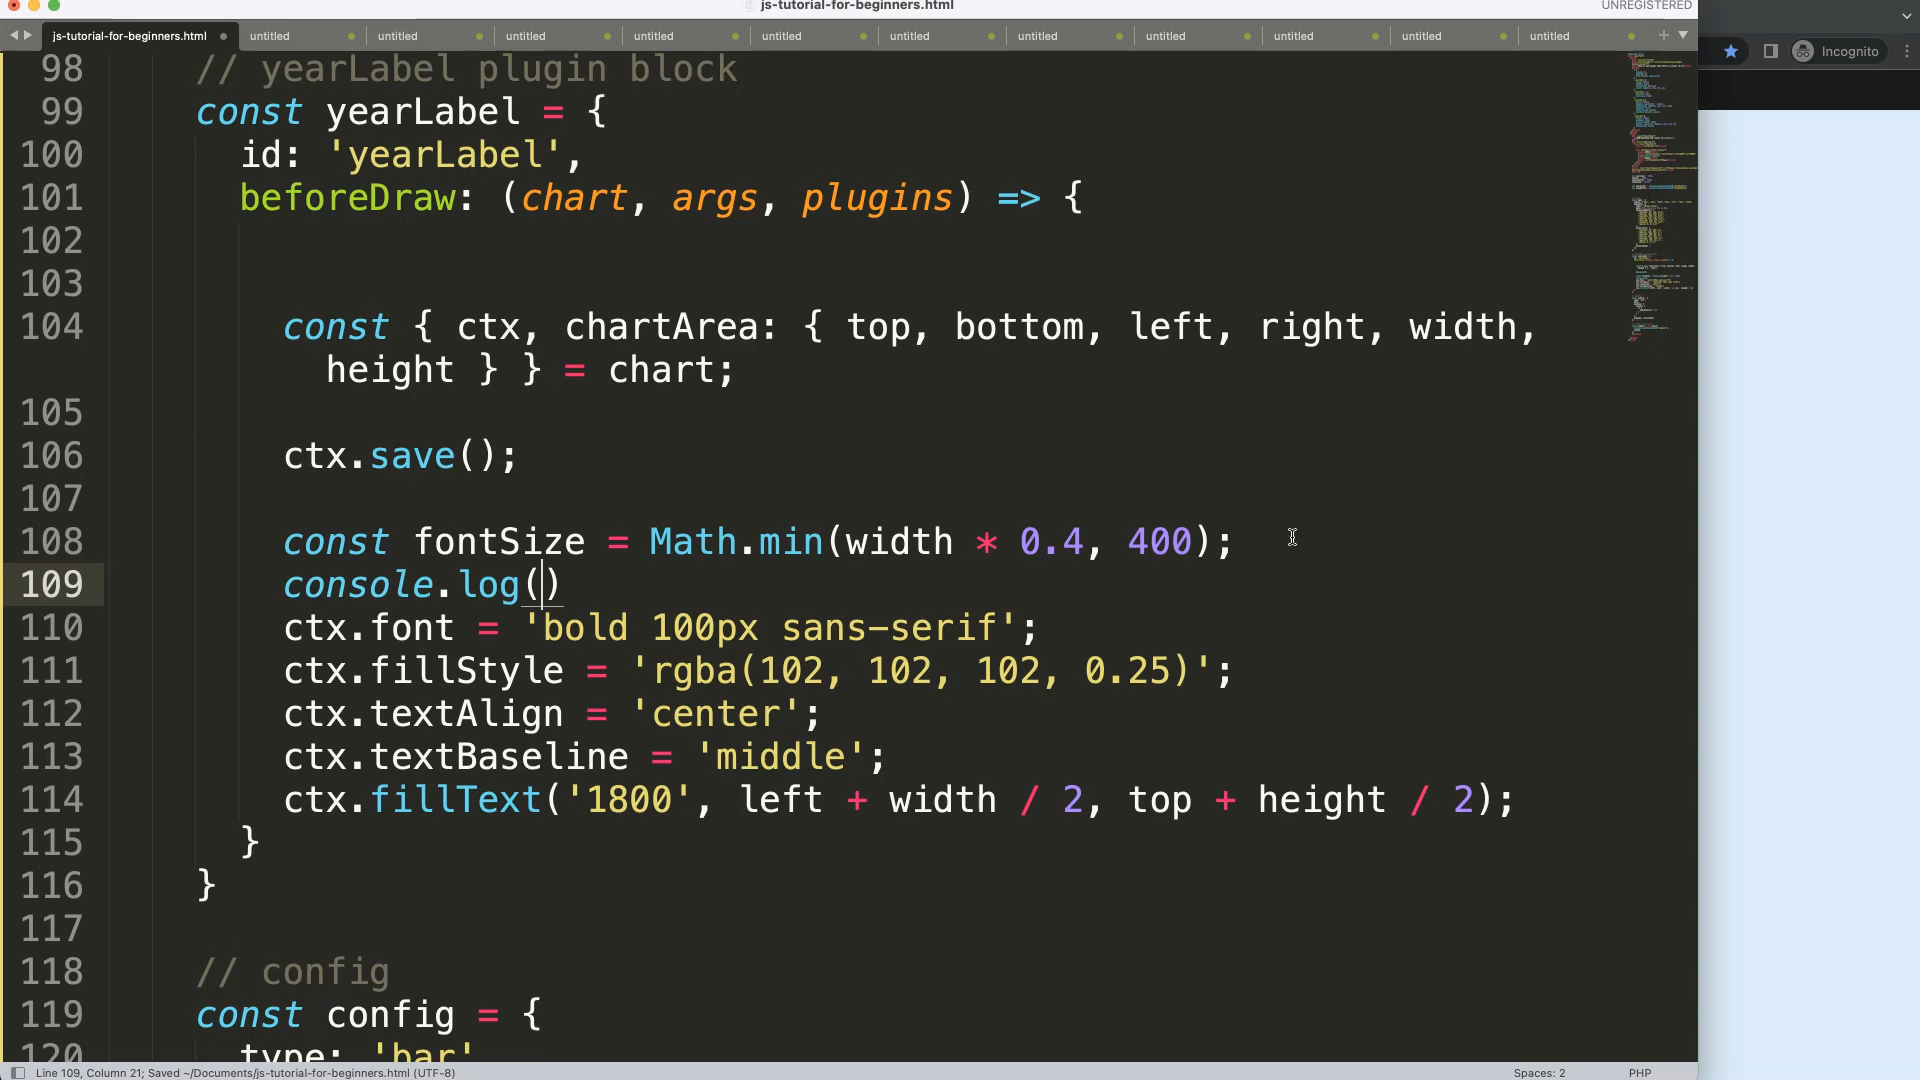 js-tutorial-for-beginners.html
UNREGISTERED
js-tutorial-for-beginners.html untitled untitled untitled untitled untitled untitled untitled untitled untitled untitled untitled
Incognito
98 // yearLabel plugin block
99 const yearLabel = {
100 id: 'yearLabel',
101 beforeDraw: (chart, args, plugins) => {
102
103
104 const { ctx, chartArea: { top, bottom, left, right, width,
height } } = chart;
105
106 ctx.save();
107
108 const fontSize = Math.min(width * 0.4, 400);
109 console.log()
110 ctx.font = 'bold 100px sans-serif';
111 ctx.fillStyle = 'rgba(102, 102, 102, 0.25)';
112 ctx.textAlign = 'center';
113 ctx.textBaseline = 'middle';
114 ctx.fillText('1800', left + width / 2, top + height / 2);
115 }
116 }
117
118 // config
119 const config = {
120 type: 'bar'
Line 109, Column 21; Saved ~/Documents/js-tutorial-for-beginners.html (UTF-8)
Spaces: 2
PHP